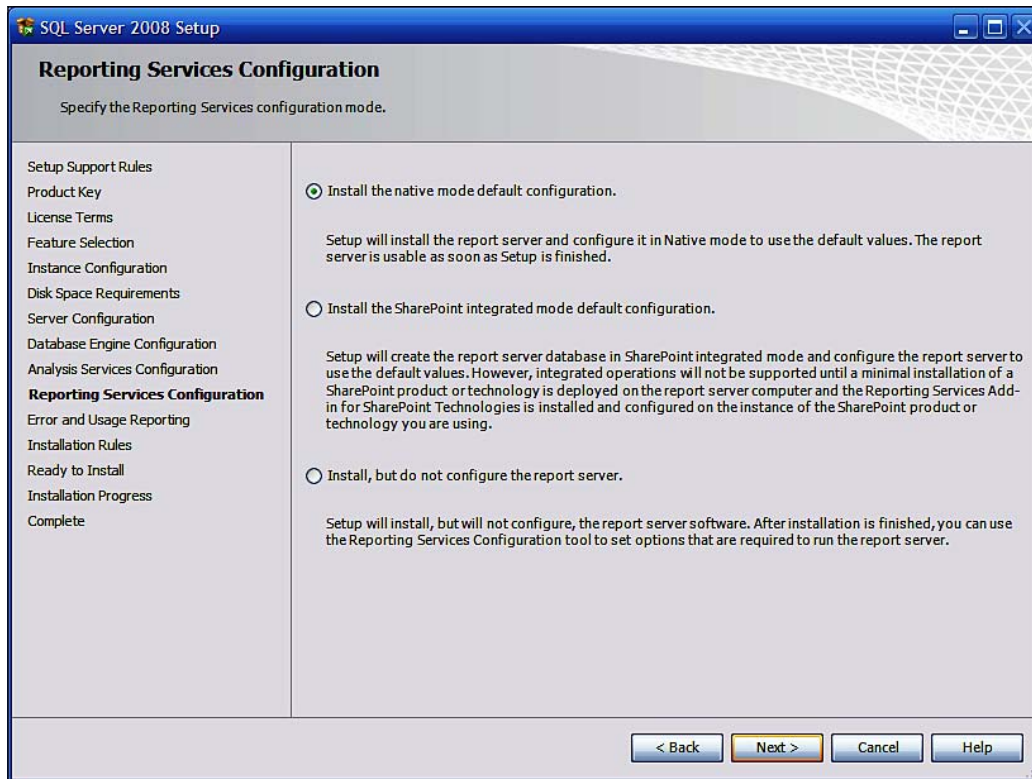 SQL Server 2008 Setup
Reporting Services Configuration
Specify the Reporting Services configuration mode.
Setup Support Rules
Product Key
License Terms
Feature Selection
Instance Configuration
Disk Space Requirements
Server Configuration
Database Engine Configuration
Analysis Services Configuration
Reporting Services Configuration
Error and Usage Reporting
Installation Rules
Ready to Install
Installation Progress
Complete
Install the native mode default configuration.
Setup will install the report server and configure it in Native mode to use the default values. The report
server is usable as soon as Setup is finished.
Install the SharePoint integrated mode default configuration.
Setup will create the report server database in SharePoint integrated mode and configure the report server to
use the default values. However, integrated operations will not be supported until a minimal installation of a
SharePoint product or technology is deployed on the report server computer and the Reporting Services Add-
in for SharePoint Technologies is installed and configured on the instance of the SharePoint product or
technology you are using.
Install, but do not configure the report server.
Setup will install, but will not configure, the report server software. After installation is finished, you can use
the Reporting Services Configuration tool to set options that are required to run the report server.
< Back
Next >
Cancel
Help